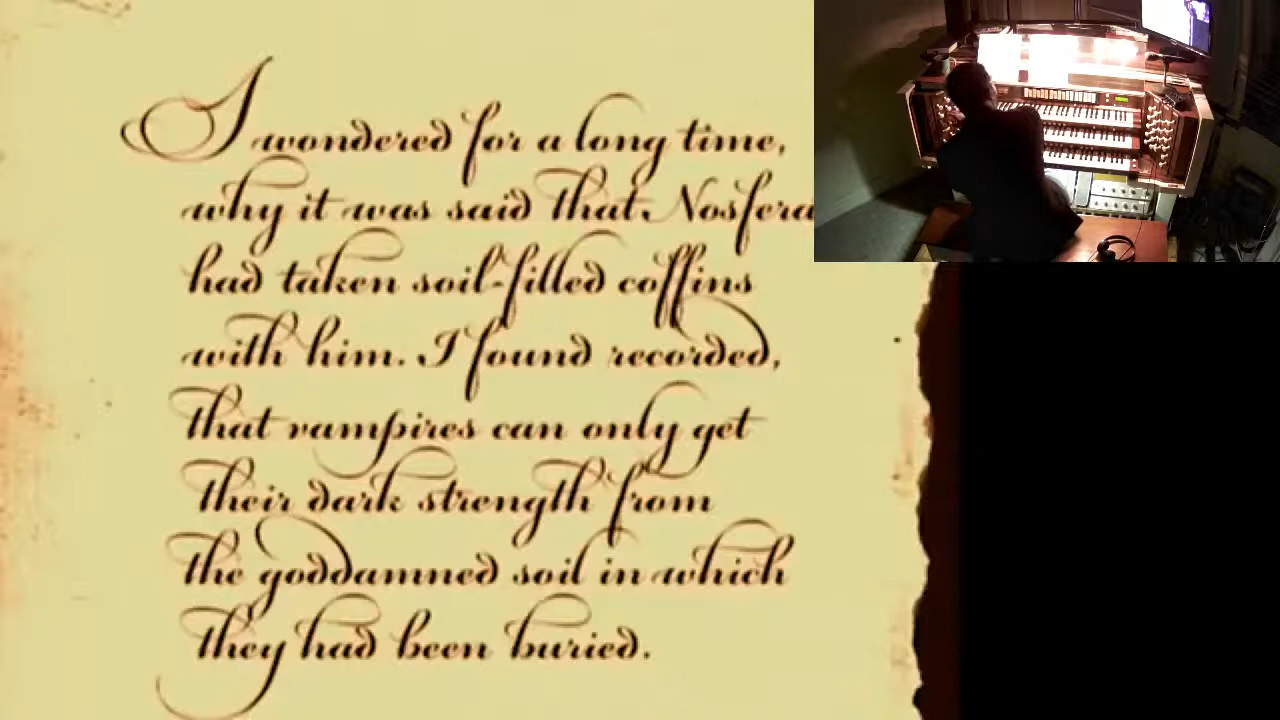 I wondered for a long time,
why it was said that Nosfera
had taken soil-filled coffins
with him. I found recorded,
that vampires can only get
their dark strength from
the goddamned soil in which
they had been buried.